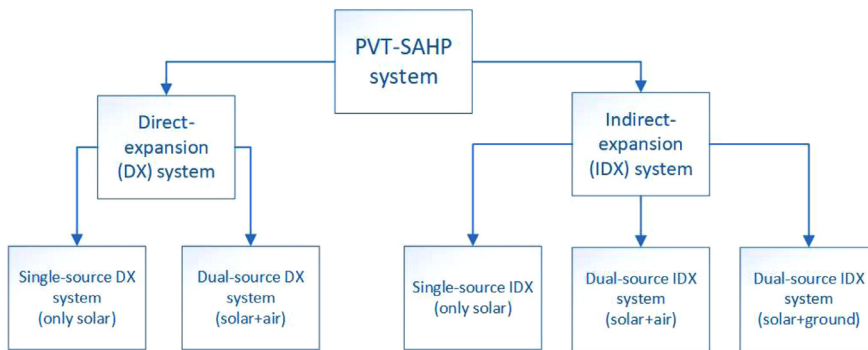 PVT-SAHP
system
Direct-
expansion
(DX) system
Indirect-
expansion
(IDX) system
Single-source DX
system
(only solar)
Dual-source DX
system
(solar+air)
Single-source IDX
(only solar)
Dual-source IDX
system
(solar+air)
Dual-source IDX
system
(solar+ground)